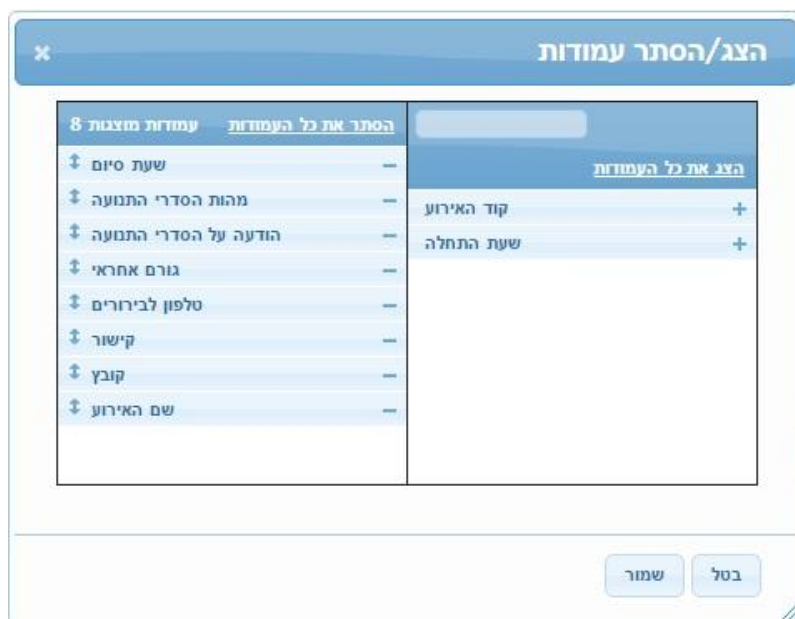 הצג/הסתר עמודות
הצג את כל העמודות
קוד האירוע
שעת התחלה
8 עמודות מוצגות הסתר את כל העמודות
שעת סיום
מהות הסדרי התנועה
הודעה על הסדרי התנועה
גורם אחראי
טלפון לבירורים
קישור
קובץ
שם האירוע
בטל
שמור